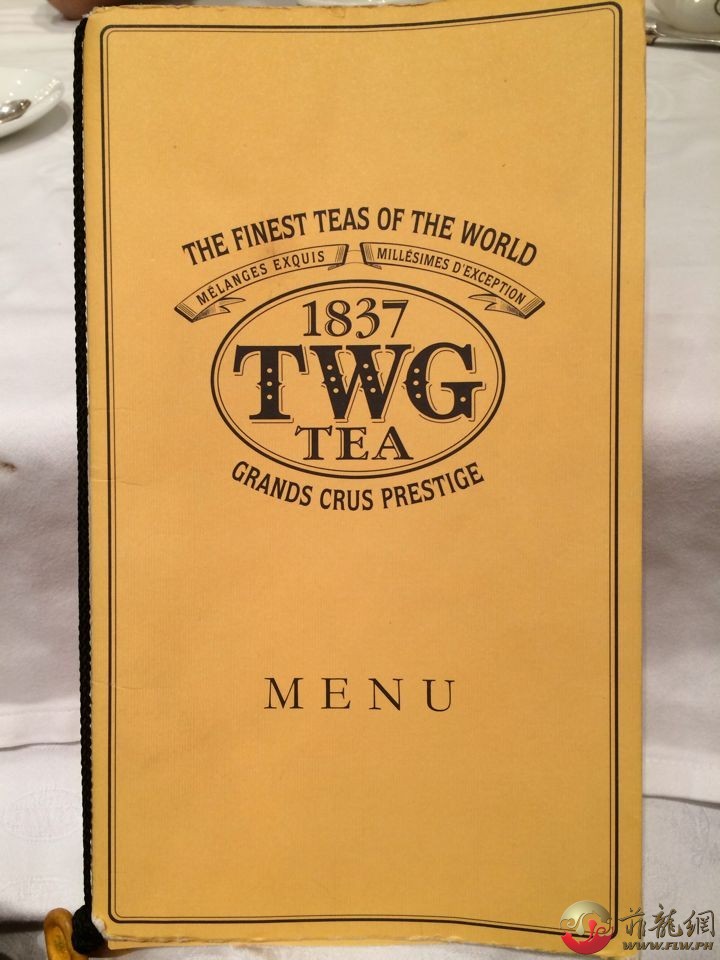 THE FINEST TEAS OF THE WORLD
MÉLANGES EXQUIS MILLÉSIMES D'EXCEPTION
1837
TWG
TEA
GRANDS CRUS PRESTIGE
MENU
菲龍網
WWW.FLW.PH